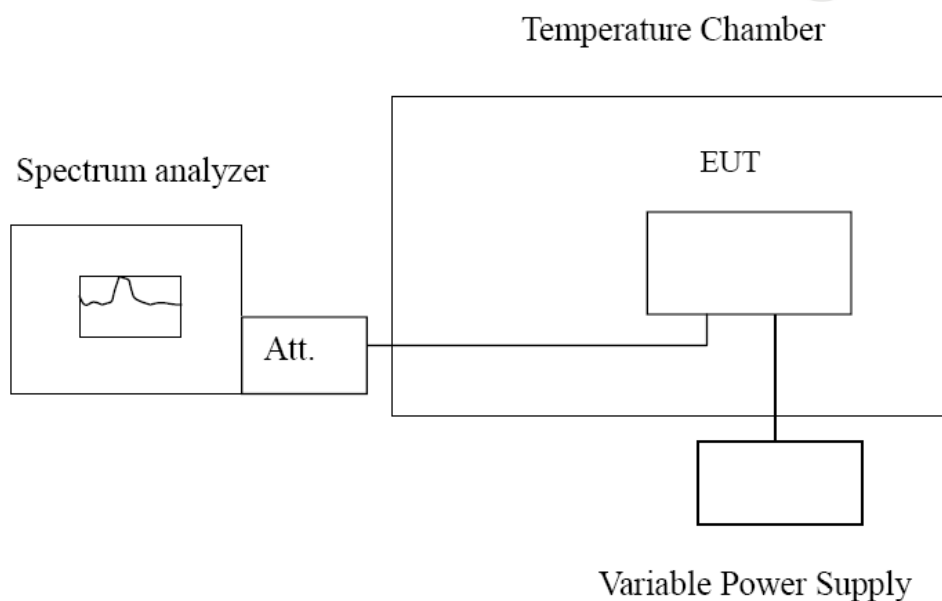 Temperature Chamber
Spectrum analyzer
EUT
Att.
Variable Power Supply